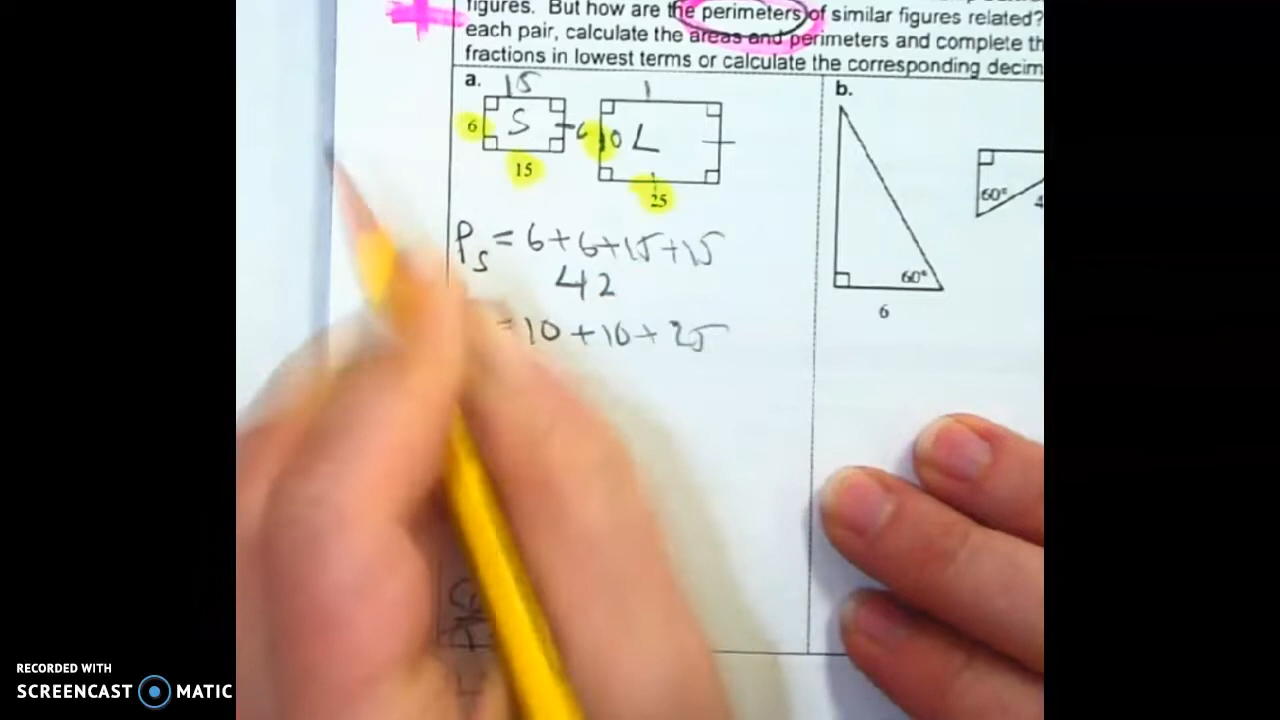 figures. But how are the perimeters of similar figures related?
each pair, calculate the areas and perimeters and complete th
fractions in lowest terms or calculate the corresponding decim
a.
15
6
S
6
15
10
L
25
Ps = 6+6+15+15
42
= 10+10+25
b.
60°
6
60°
4
RECORDED WITH
SCREENCAST MATIC